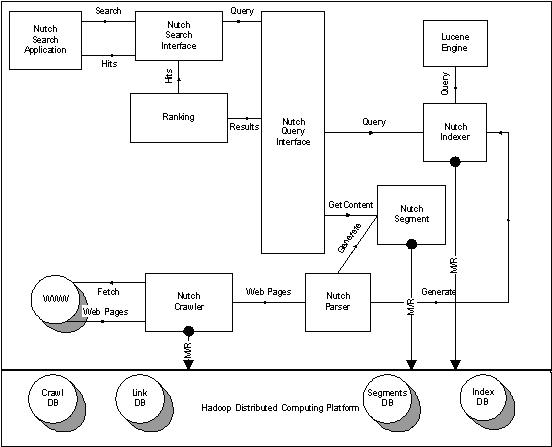 Nutch
Search
Application
Search
Hits
Nutch
Search
Interface
Query
Lucene
Engine
Hits
Query
Ranking
Results
Nutch
Query
Interface
Query
Nutch
Indexer
GetContent
Generate
Nutch
Segment
M/R
WWW
Fetch
Web Pages
Nutch
Crawler
Web Pages
Nutch
Parser
Generate
M/R
M/R
Crawl
DB
Link
DB
Hadoop Distributed Computing Platform
Segments
DB
Index
DB